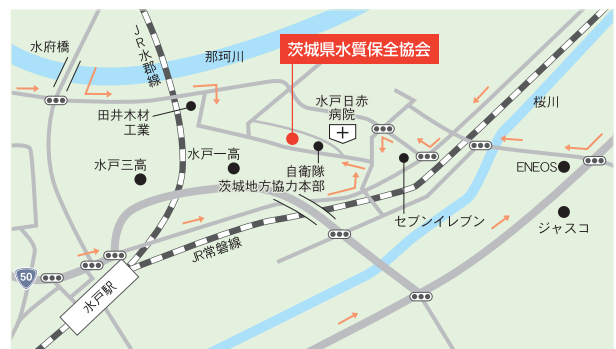 水府橋
JR水郡線
那珂川
茨城県水質保全協会
桜川
田井木材
工業
水戸日赤
病院
水戸三高
水戸一高
自衛隊
茨城地方協力本部
ENEOS
セブンイレブン
ジャスコ
JR常磐線
50
水戸駅